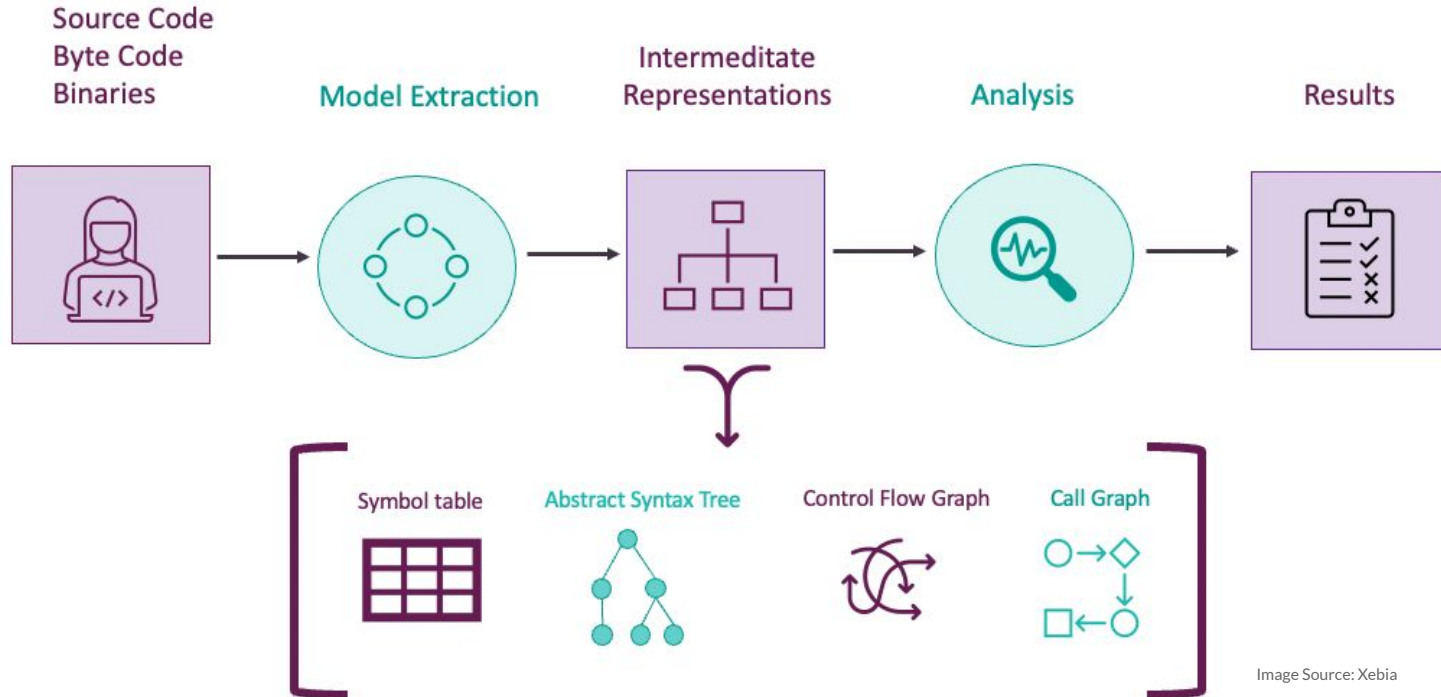 Source Code
Byte Code
Binaries
Model Extraction
Intermeditate
Representations
Analysis
Results
</>
Symbol table
Abstract Syntax Tree
Control Flow Graph
Call Graph
Image Source: Xebia